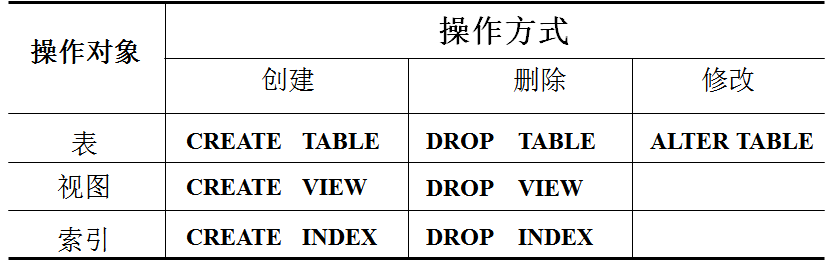 操作对象
操作方式
创建 删除 修改
表 CREATE TABLE DROP TABLE ALTER TABLE
视图 CREATE VIEW DROP VIEW
索引 CREATE INDEX DROP INDEX